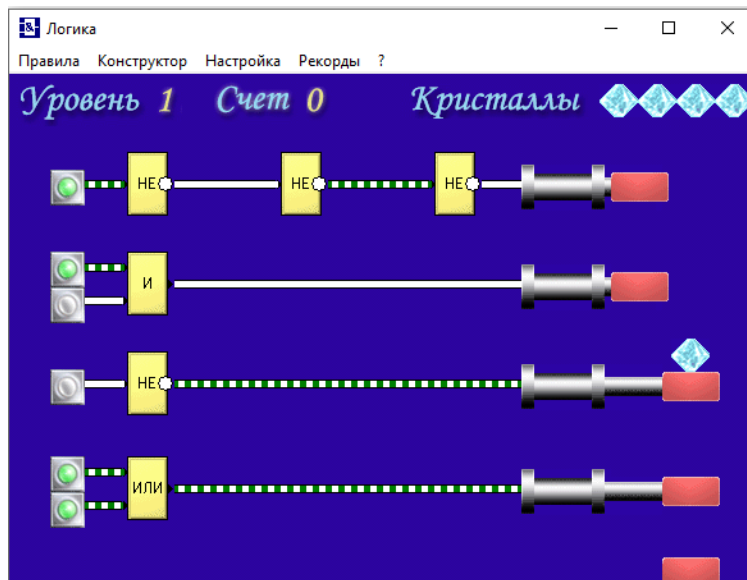 Логика
Правила Конструктор Настройка Рекорды ?
Уровень 1 Счет 0 Кристаллы
НЕ НЕ НЕ
И
НЕ
ИЛИ